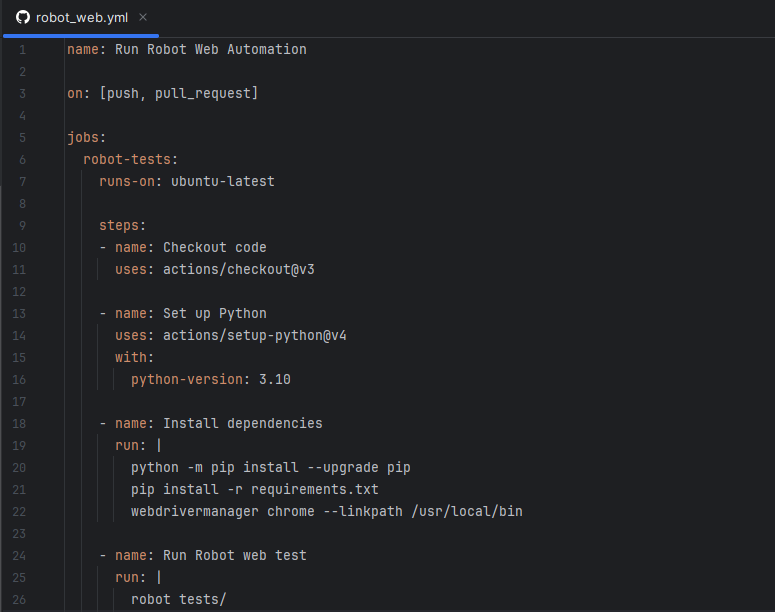 robot_web.yml
1 name: Run Robot Web Automation
2
3 on: [push, pull_request]
4
5 jobs:
6   robot-tests:
7     runs-on: ubuntu-latest
8
9     steps:
10     - name: Checkout code
11       uses: actions/checkout@v3
12
13     - name: Set up Python
14       uses: actions/setup-python@v4
15       with:
16         python-version: 3.10
17
18     - name: Install dependencies
19       run: |
20         python -m pip install --upgrade pip
21         pip install -r requirements.txt
22         webdrivermanager chrome --linkpath /usr/local/bin
23
24     - name: Run Robot web test
25       run: |
26         robot tests/